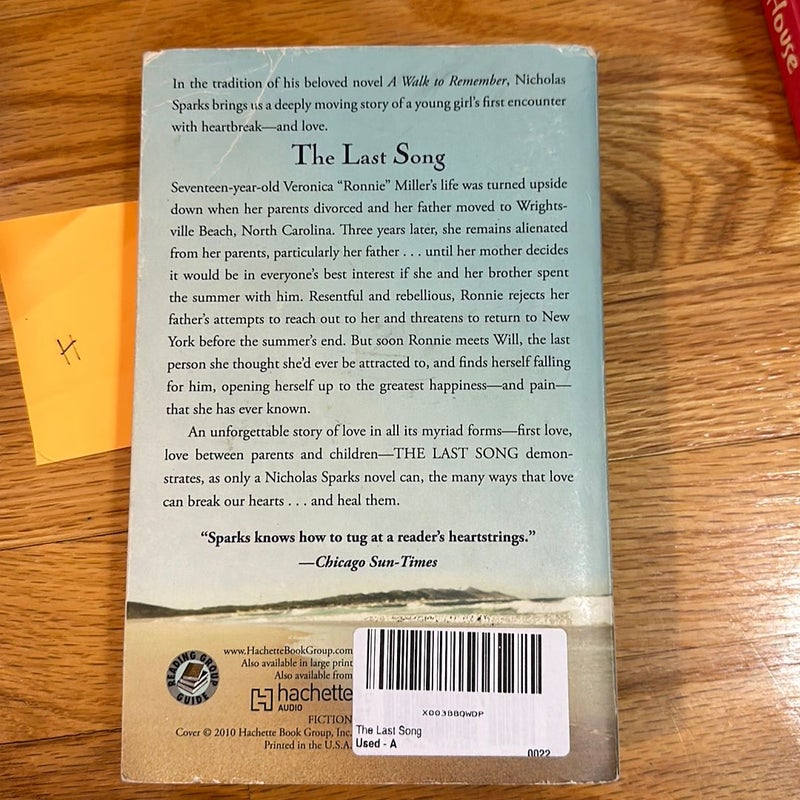 House
In the tradition of his beloved novel A Walk to Remember, Nicholas
Sparks brings us a deeply moving story of a young girl's first encounter
with heartbreak—and love.
The Last Song
Seventeen-year-old Veronica “Ronnie” Miller's life was turned upside
down when her parents divorced and her father moved to Wrights-
ville Beach, North Carolina. Three years later, she remains alienated
from her parents, particularly her father . . . until her mother decides
it would be in everyone's best interest if she and her brother spent
the summer with him. Resentful and rebellious, Ronnie rejects her
father's attempts to reach out to her and threatens to return to New
York before the summer's end. But soon Ronnie meets Will, the last
person she thought she'd ever be attracted to, and finds herself falling
for him, opening herself up to the greatest happiness—and pain—
that she has ever known.
An unforgettable story of love in all its myriad forms—first love,
love between parents and children—THE LAST SONG demon-
strates, as only a Nicholas Sparks novel can, the many ways that love
can break our hearts . . . and heal them.
“Sparks knows how to tug at a reader's heartstrings.”
—Chicago Sun-Times
H
READING GROUP
GUIDE
www.HachetteBookGroup.com
Also available in large print
Also available from
hachette
AUDIO
FICTION
Cover © 2010 Hachette Book Group, Inc.
Printed in the U.S.A.
X003BBQWDP
The Last Song
Used - A
0022